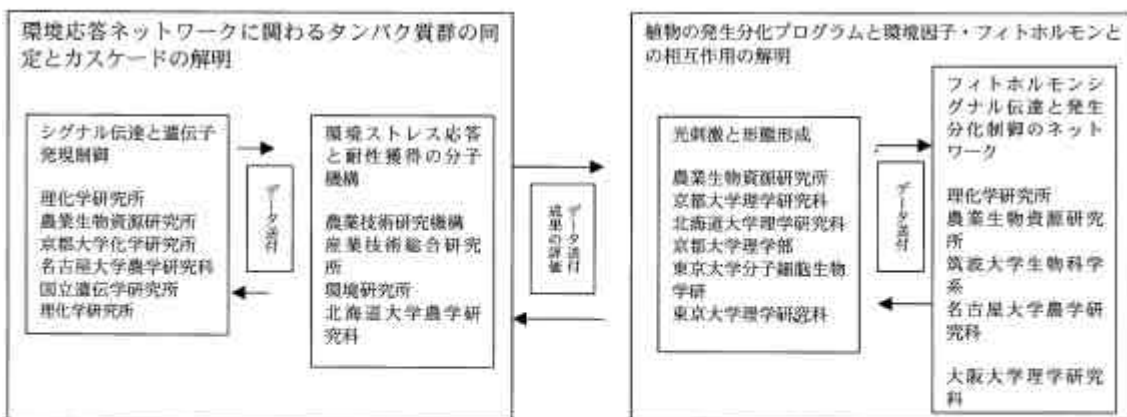 環境応答ネットワークに関わるタンパク質群の同
定とカスケードの解明
シグナル伝達と遺伝子
発現制御
理化学研究所
農業生物資源研究所
京都大学化学研究所
名古屋大学農学研究科
国立遺伝学研究所
理化学研究所
データ送付
環境ストレス応答
と耐性獲得の分子
機構
農業技術研究機構
産業技術総合研究
所
環境研究所
北海道大学農学研
究科
データ送付
成果の評価
植物の発生分化プログラムと環境因子・フィトホルモンと
の相互作用の解明
光刺激と形態形成
農業生物資源研究所
京都大学理学研究科
北海道大学理学研究科
京都大学理学部
東京大学分子細胞生物
学研
東京大学理学研究科
データ送付
フィトホルモンシ
グナル伝達と発生
分化制御のネット
ワーク
理化学研究所
農業生物資源研究
所
筑波大学生物科学
系
名古屋大学農学研
究科
大阪大学理学研究
科